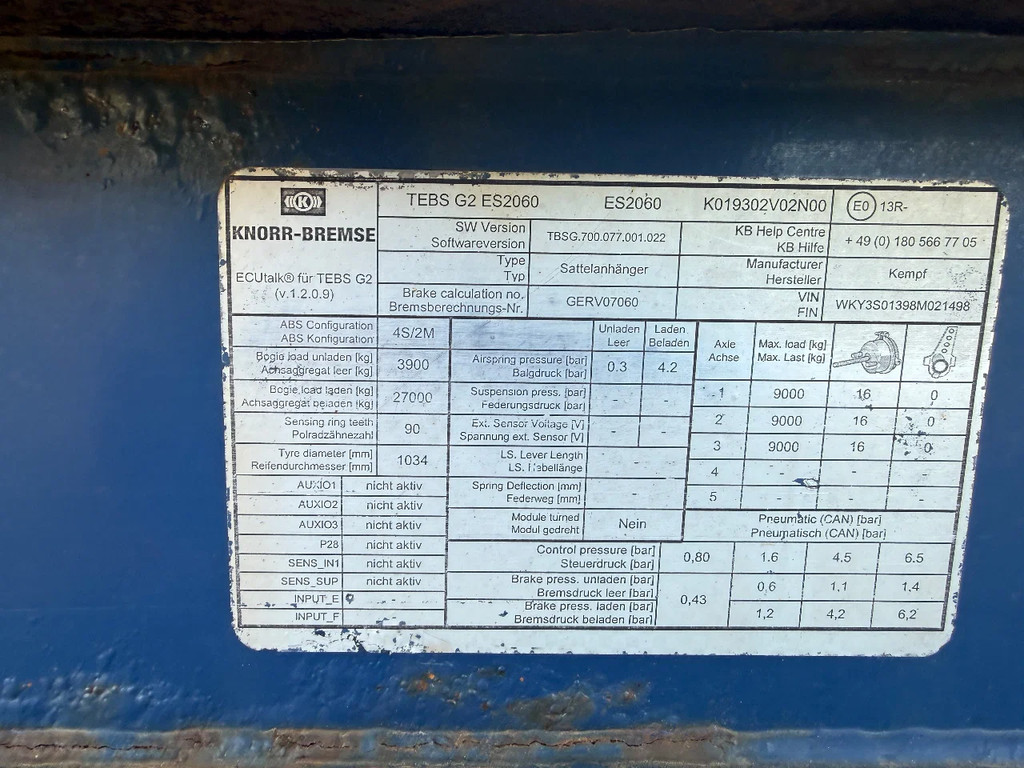 K
KNORR-BREMSE
ECUtalk® für TEBS G2
(v.1.2.0.9)
TEBS G2 ES2060 ES2060 K019302V02N00 E0 13R-
SW Version
Softwareversion
TBSG.700.077.001.022
KB Help Centre
KB Hilfe
+ 49 (0) 180 566 77 05
Type
Typ
Sattelanhänger
Manufacturer
Hersteller
Kempf
Brake calculation no.
Bremsberechnungs-Nr.
GERV07060
VIN
FIN
WKY3S01398M021498
ABS Configuration
ABS Konfiguration
4S/2M
Bogie load unladen [kg]
Achsaggregat leer [kg]
3900
Bogie load laden [kg]
Achsaggregat beladen [kg]
27000
Sensing ring teeth
Polradzähnezahl
90
Tyre diameter [mm]
Reifendurchmesser [mm]
1034
AUXIO1 nicht aktiv
AUXIO2 nicht aktiv
AUXIO3 nicht aktiv
P28 nicht aktiv
SENS_IN1 nicht aktiv
SENS_SUP nicht aktiv
INPUT_E
INPUT_F
Unladen
Leer
Laden
Beladen
Airspring pressure [bar]
Balgdruck [bar]
0.3 4.2
Suspension press. [bar]
Federungsdruck [bar]
- -
Ext. Sensor Voltage [V]
Spannung ext. Sensor [V]
- -
LS. Lever Length
LS. Hebellänge
- -
Spring Deflection [mm]
Federweg [mm]
- -
Module turned
Modul gedreht
Nein
Axle
Achse
Max. load [kg]
Max. Last [kg]
1 9000 16 0
2 9000 16 0
3 9000 16 0
4 - - -
5 - - -
Pneumatic (CAN) [bar]
Pneumatisch (CAN) [bar]
Control pressure [bar]
Steuerdruck [bar]
0,80 1.6 4.5 6.5
Brake press. unladen [bar]
Bremsdruck leer [bar]
0,43
0,6 1,1 1.4
Brake press. laden [bar]
Bremsdruck beladen [bar]
1,2 4,2 6,2